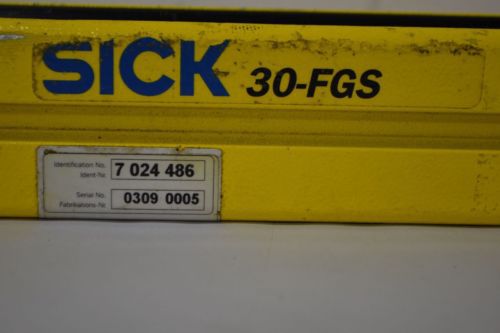 SICK 30-FGS
Identification No. 7 024 486
Ident-Nr.
Serial No. 0309 0005
Fabrikations-Nr